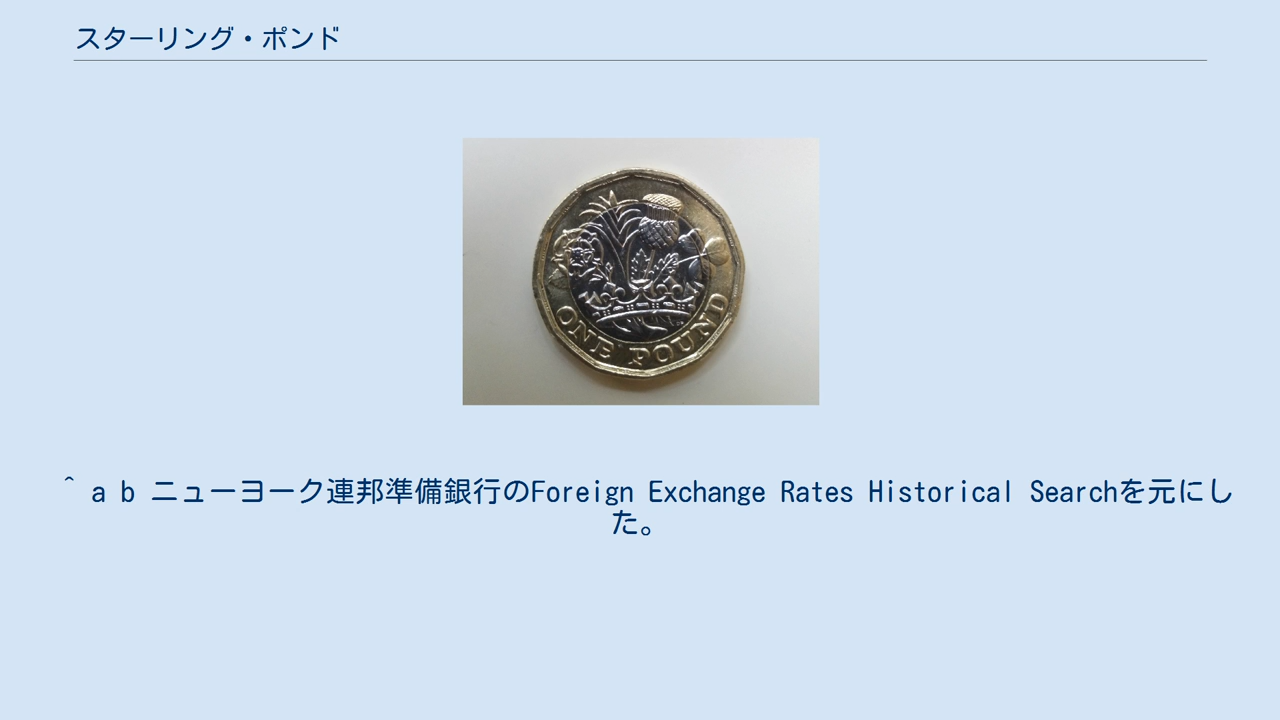 スターリング・ポンド
ONE POUND
^ a b ニューヨーク連邦準備銀行のForeign Exchange Rates Historical Searchを元にし
た。